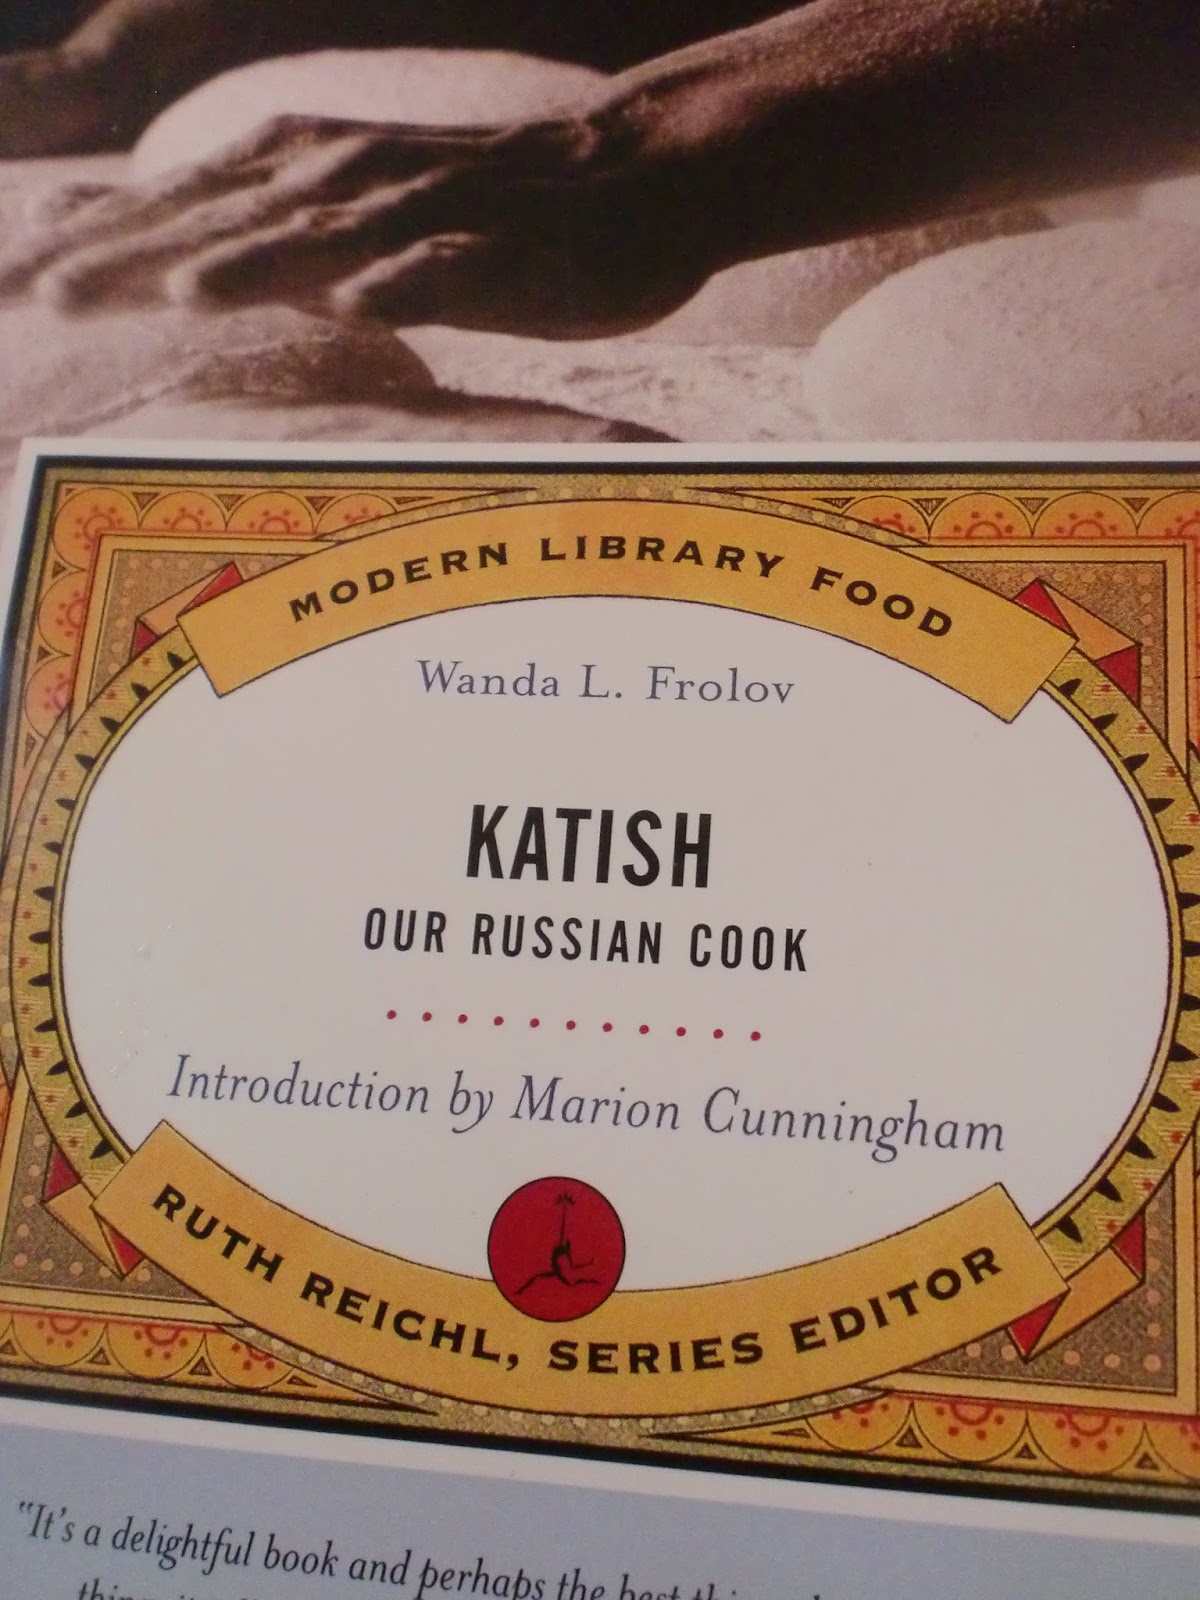 MODERN LIBRARY FOOD
Wanda L. Frolov
KATISH
OUR RUSSIAN COOK
Introduction by Marion Cunningham
RUTH REICHL, SERIES EDITOR
"It's a delightful book and perhaps the best